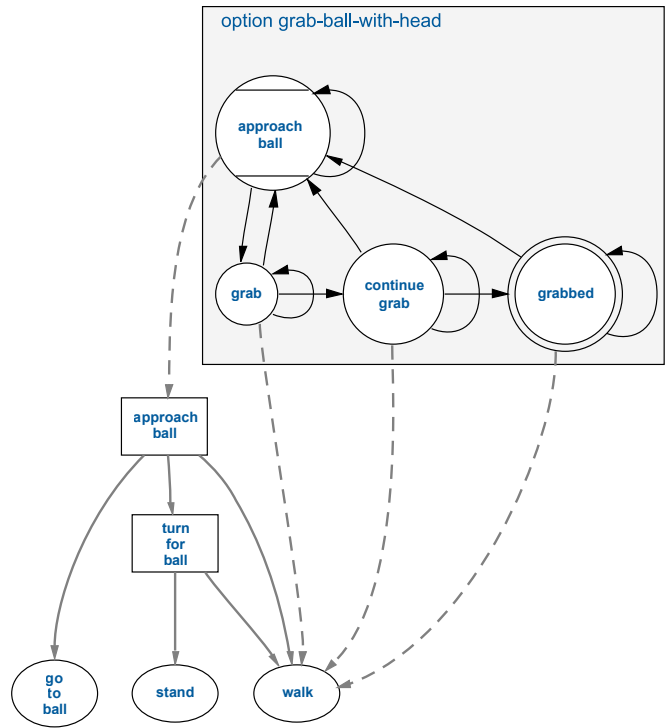 option grab-ball-with-head
approach
ball
grab
continue
grab
grabbed
approach
ball
turn
for
ball
go
to
ball
stand
walk